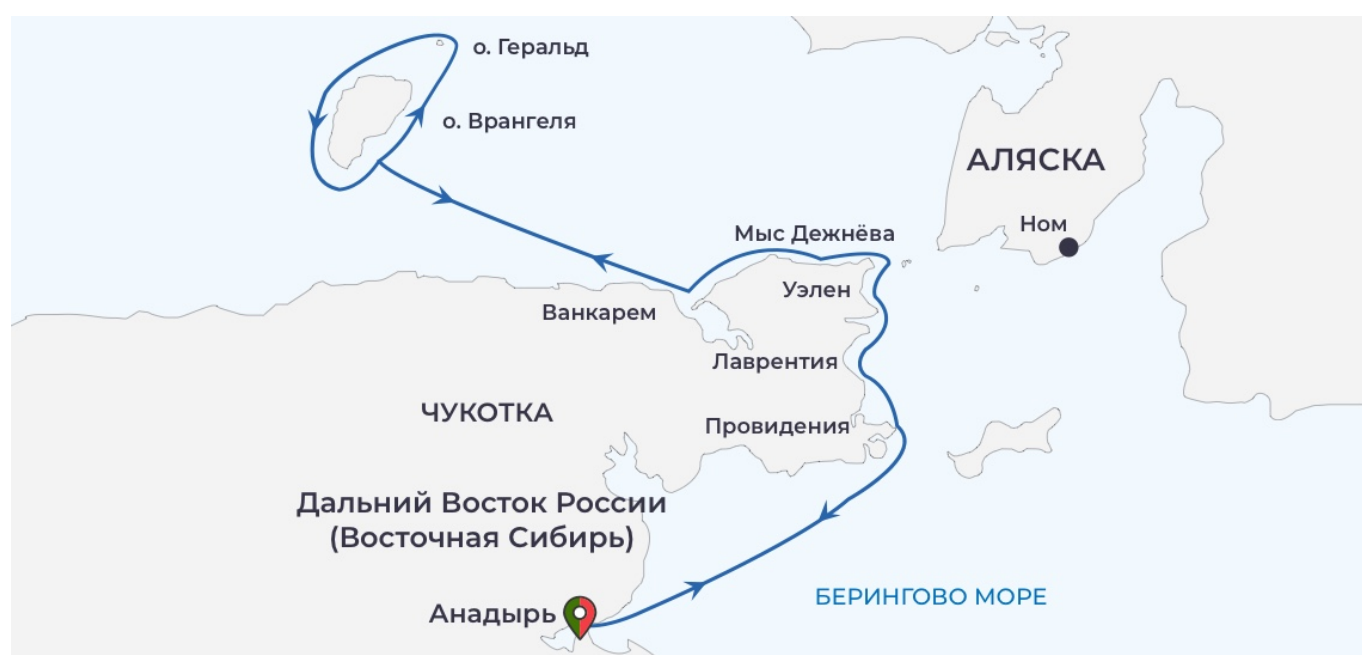 о. Геральд
о. Врангеля
АЛЯСКА
Ном
Мыс Дежнёва
Уэлен
Ванкарем
Лаврентия
ЧУКОТКА
Провидения
Дальний Восток России
(Восточная Сибирь)
БЕРИНГОВО МОРЕ
Анадырь